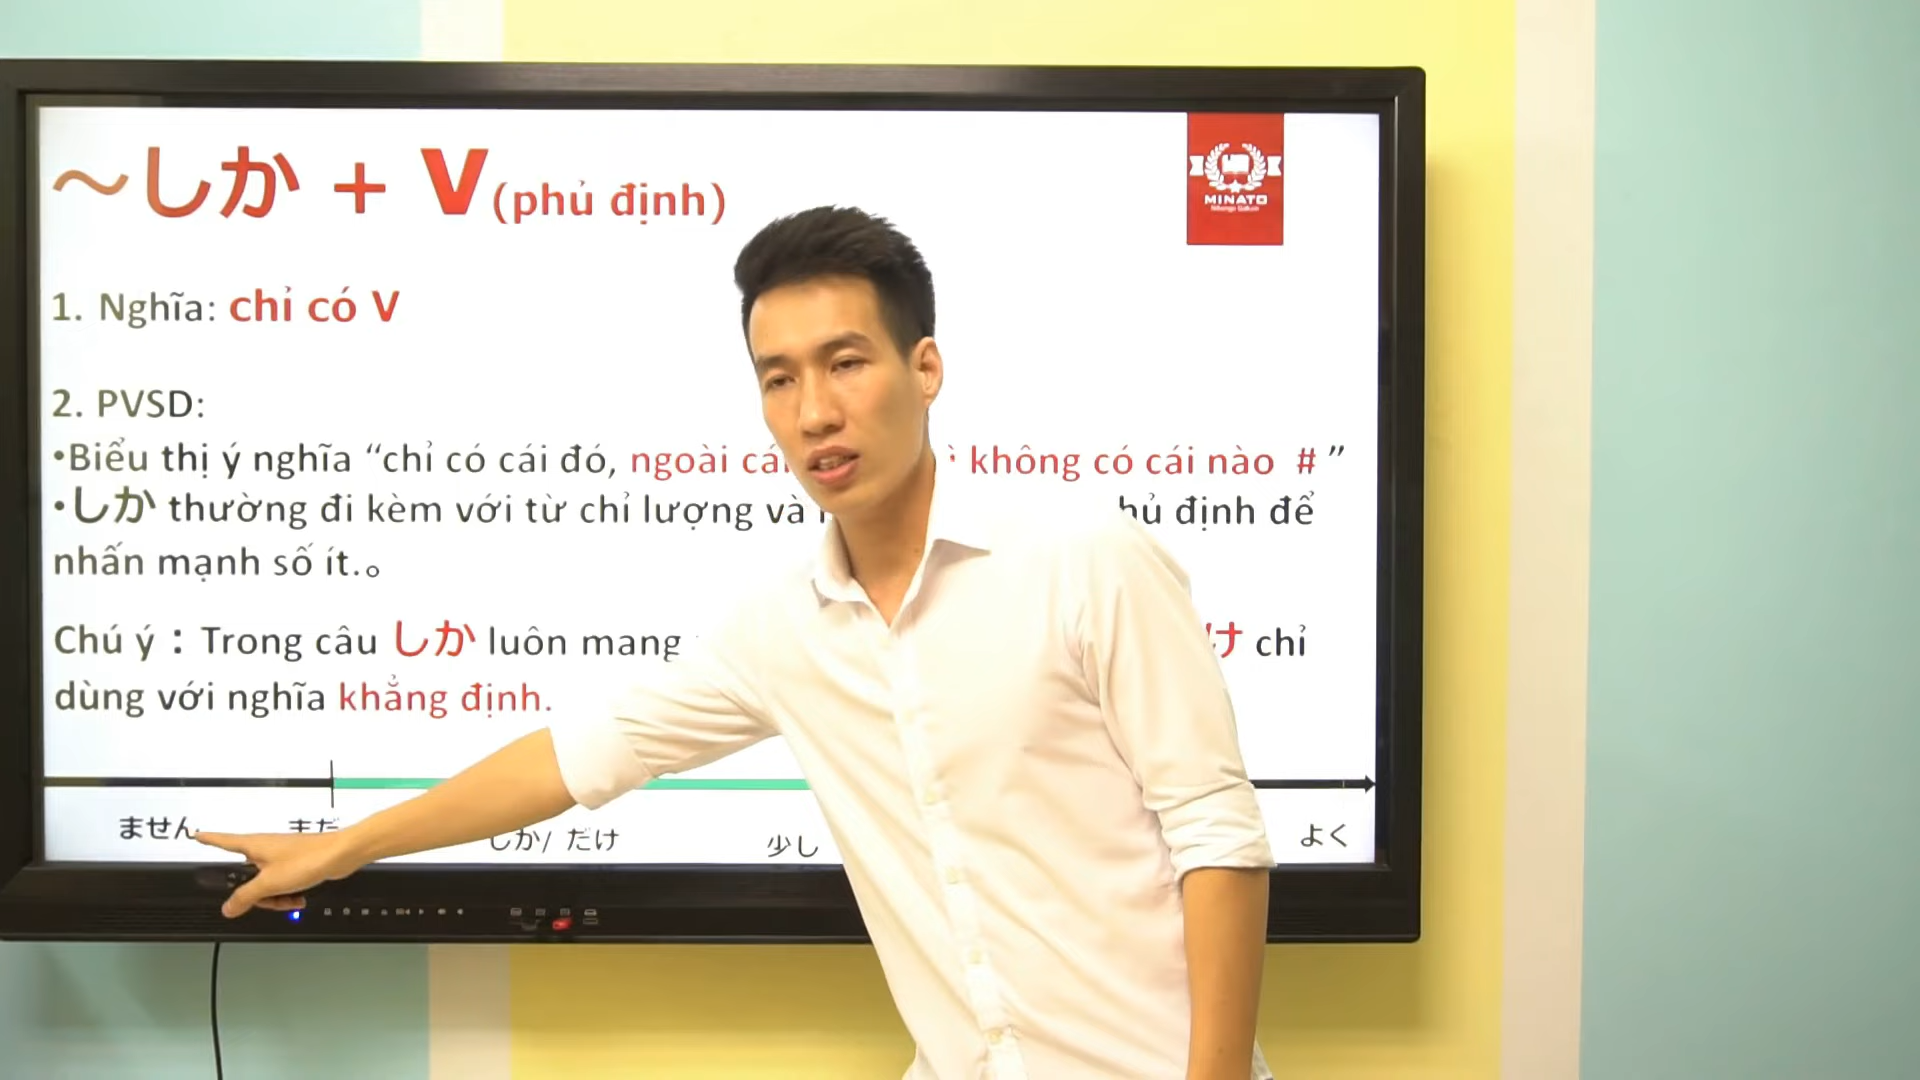 ～しか + V(phủ định)
MINATO
1. Nghĩa: chỉ có V
2. PVSD:
•Biểu thị ý nghĩa “chỉ có cái đó, ngoài không có cái nào # ”
•しか thường đi kèm với từ chỉ lượng và định để
nhấn mạnh số ít.。
Chú ý：Trong câu しか luôn mang chỉ
dùng với nghĩa khẳng định.
ません まだ しか/ だけ 少し よく